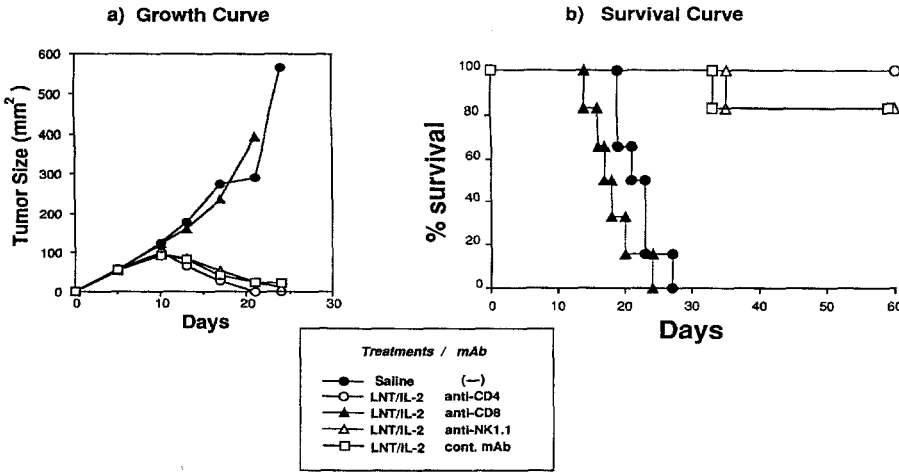 a) Growth Curve
b) Survival Curve
600
500
400
300
200
100
0
Tumor Size (mm²)
0
10
20
30
Days
100
80
60
40
20
0
% survival
0
10
20
30
40
50
60
Days
Treatments / mAb
Saline (—)
LNT/IL-2 anti-CD4
LNT/IL-2 anti-CD8
LNT/IL-2 anti-NK1.1
LNT/IL-2 cont. mAb